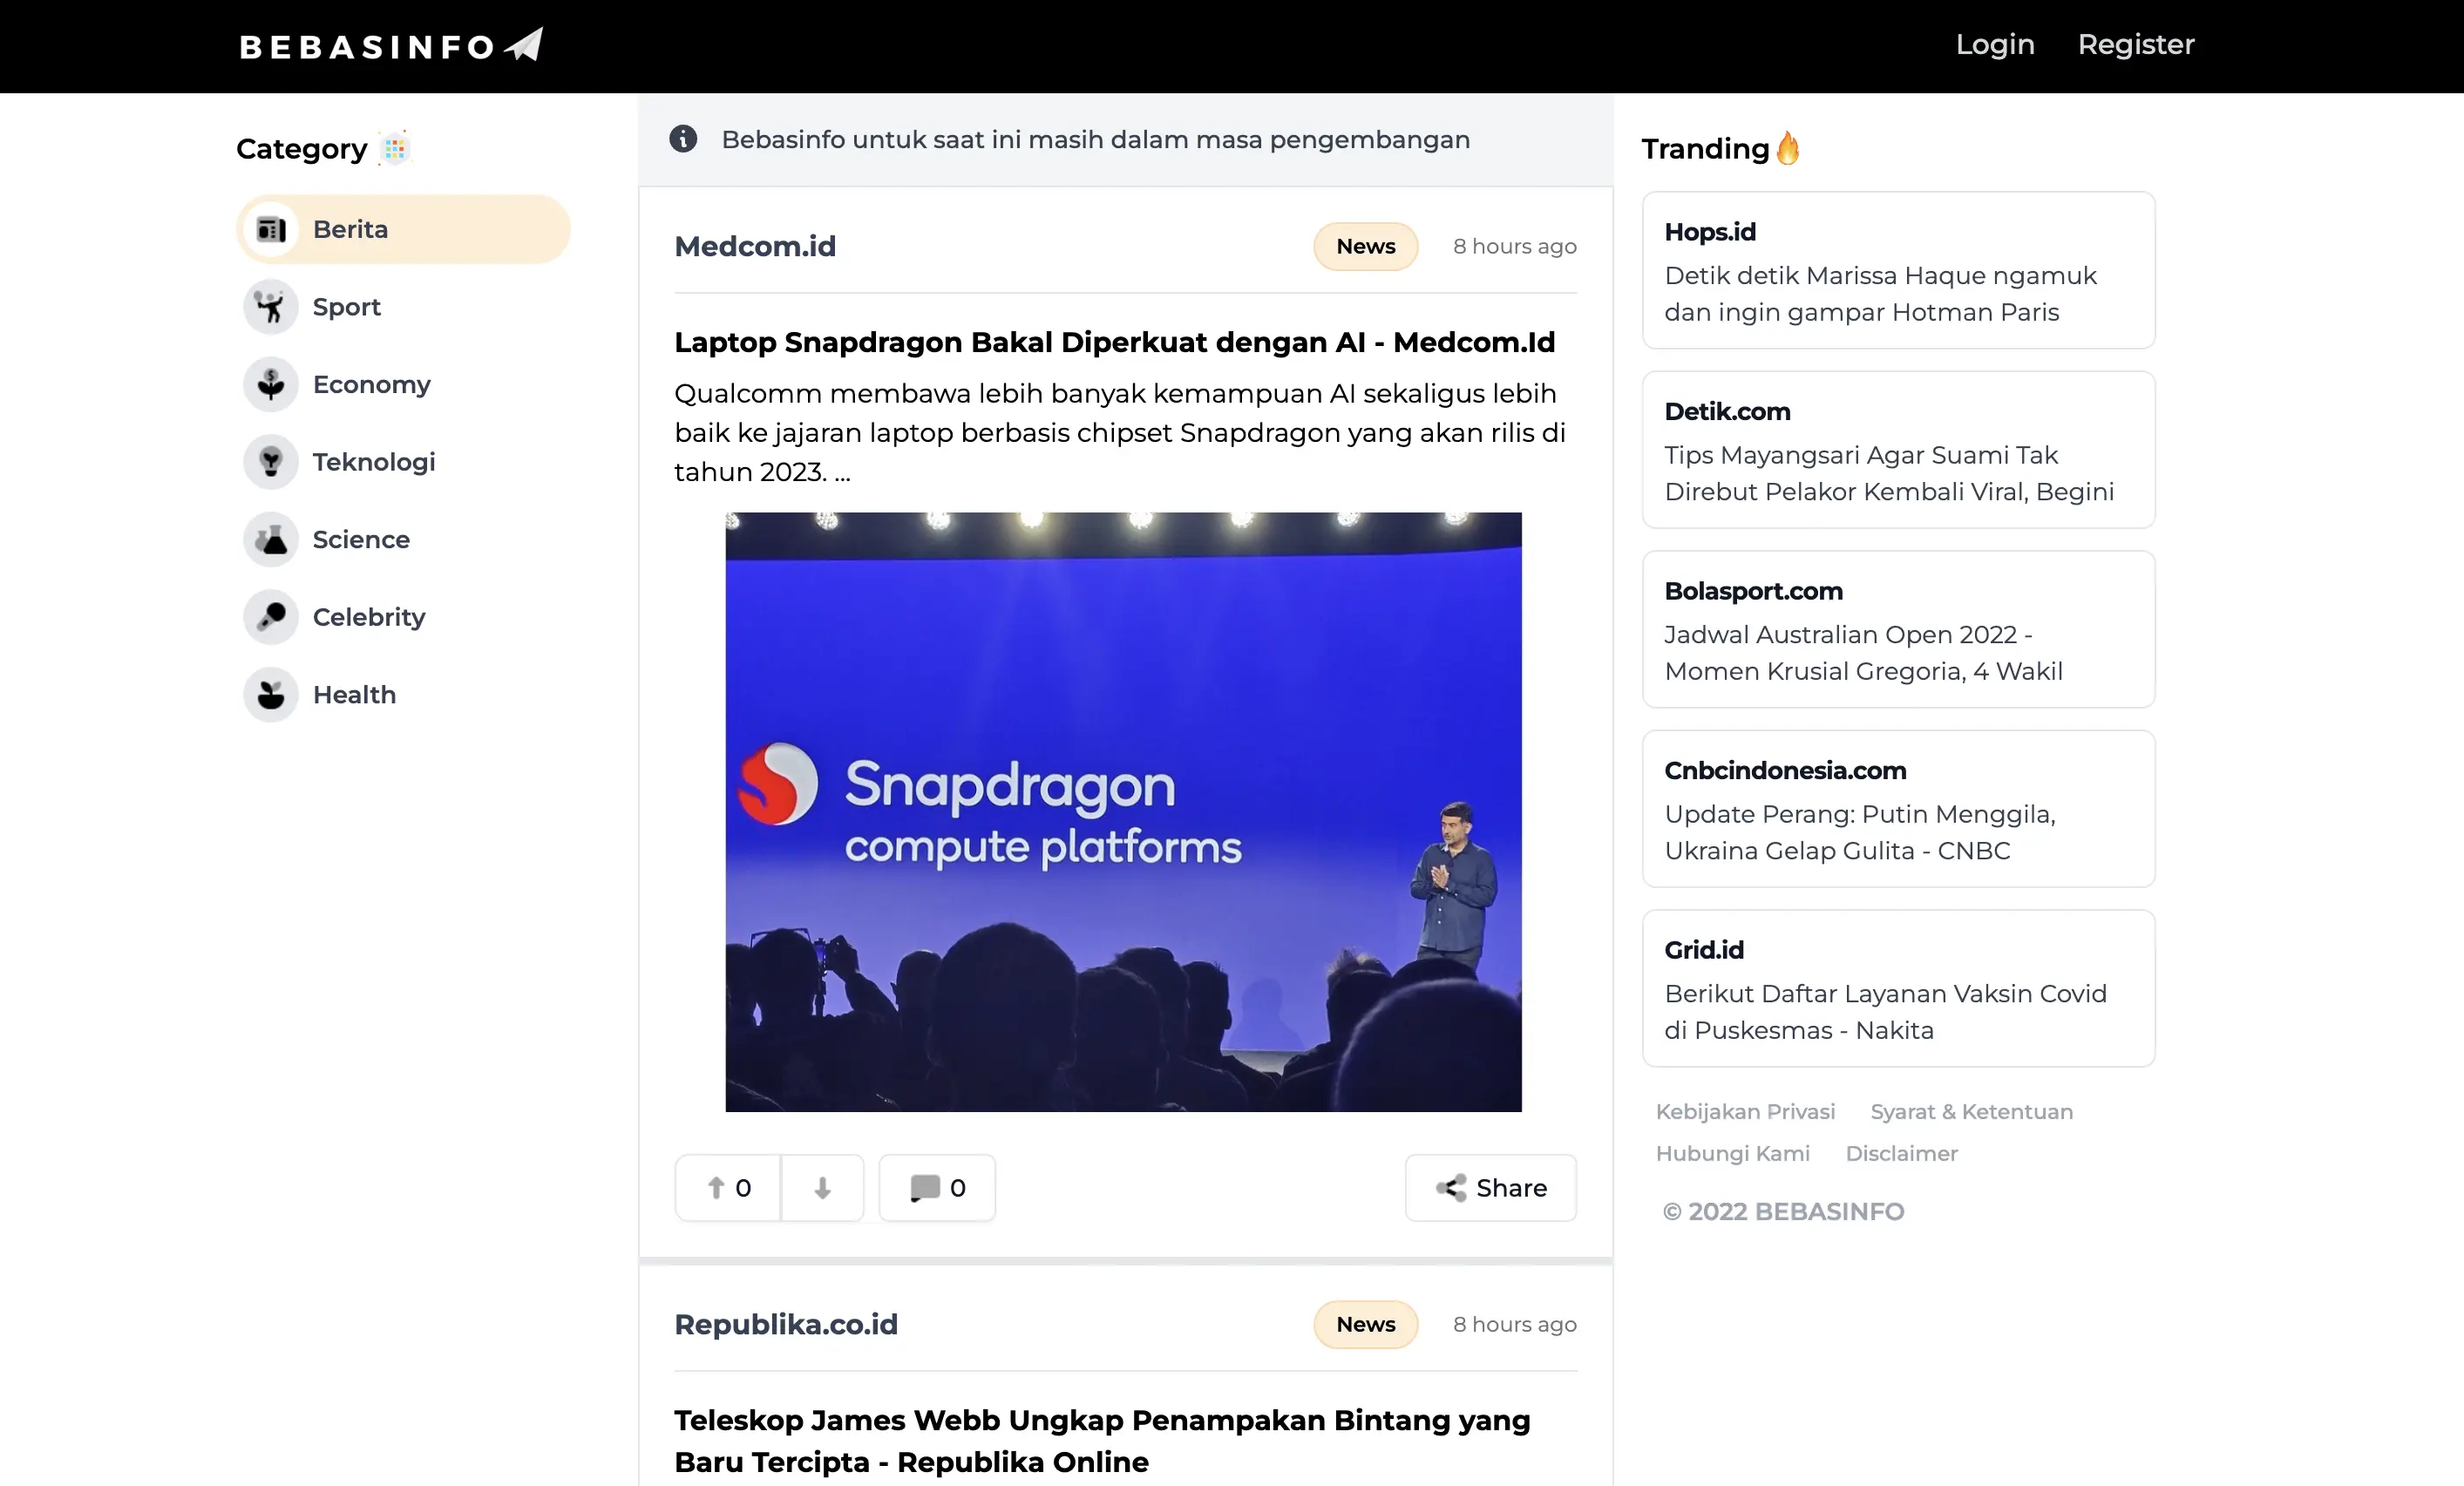 BEBASINFO
Login
Register
Category
Berita
Sport
Economy
Teknologi
Science
Celebrity
Health
Bebasinfo untuk saat ini masih dalam masa pengembangan
Medcom.id
News
8 hours ago
Laptop Snapdragon Bakal Diperkuat dengan AI - Medcom.Id
Qualcomm membawa lebih banyak kemampuan AI sekaligus lebih
baik ke jajaran laptop berbasis chipset Snapdragon yang akan rilis di
tahun 2023. ...
Snapdragon
compute platforms
0
0
Share
Republika.co.id
News
8 hours ago
Teleskop James Webb Ungkap Penampakan Bintang yang
Baru Tercipta - Republika Online
Tranding
Hops.id
Detik detik Marissa Haque ngamuk
dan ingin gampar Hotman Paris
Detik.com
Tips Mayangsari Agar Suami Tak
Direbut Pelakor Kembali Viral, Begini
Bolasport.com
Jadwal Australian Open 2022 -
Momen Krusial Gregoria, 4 Wakil
Cnbcindonesia.com
Update Perang: Putin Menggila,
Ukraina Gelap Gulita - CNBC
Grid.id
Berikut Daftar Layanan Vaksin Covid
di Puskesmas - Nakita
Kebijakan Privasi
Syarat & Ketentuan
Hubungi Kami
Disclaimer
© 2022 BEBASINFO